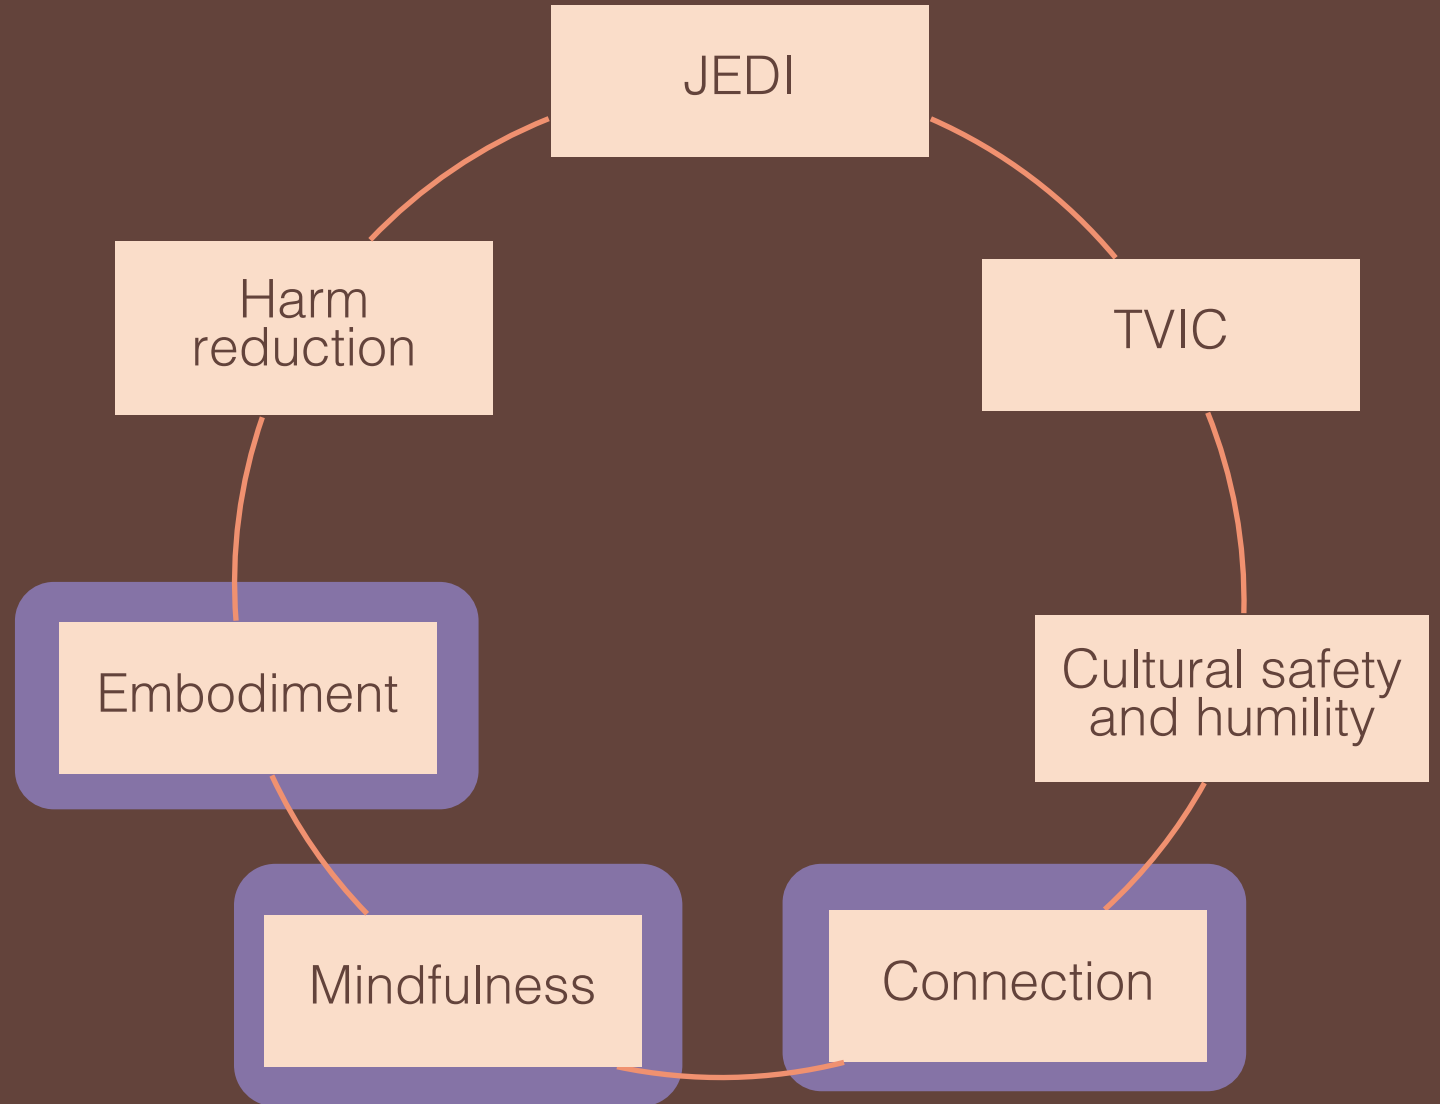 JEDI
Harm
reduction
TVIC
Embodiment
Cultural safety
and humility
Mindfulness
Connection